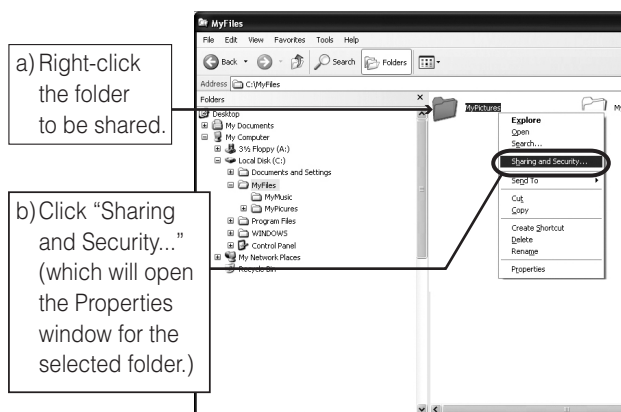 MyFiles
File Edit View Favorites Tools Help
Back Search Folders
Address C:\MyFiles
Folders
Desktop
My Documents
My Computer
3½ Floppy (A:)
Local Disk (C:)
Documents and Settings
MyFiles
MyMusic
MyPicures
Program Files
WINDOWS
Control Panel
My Network Places
Recycle Bin
MyPictures
Explore
Open
Search...
Sharing and Security...
Send To
Cut
Copy
Create Shortcut
Delete
Rename
Properties
a) Right-click
the folder
to be shared.
b) Click “Sharing
and Security...”
(which will open
the Properties
window for the
selected folder.)